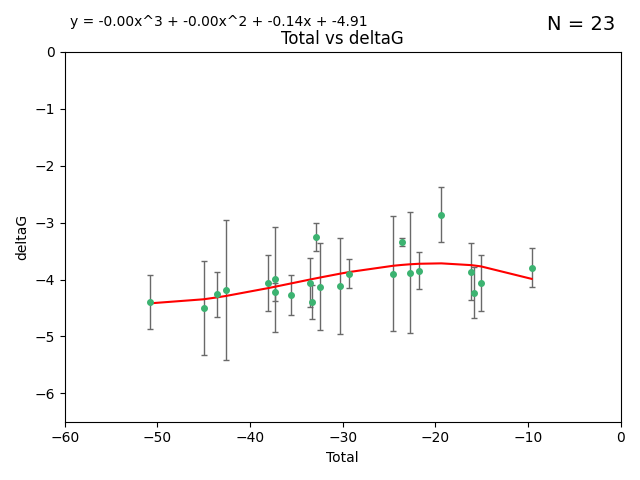 y = -0.00x^3 + -0.00x^2 + -0.14x + -4.91
N = 23
Total vs deltaG
0
−1
−2
−3
−4
−5
−6
deltaG
−60 −50 −40 −30 −20 −10 0
Total